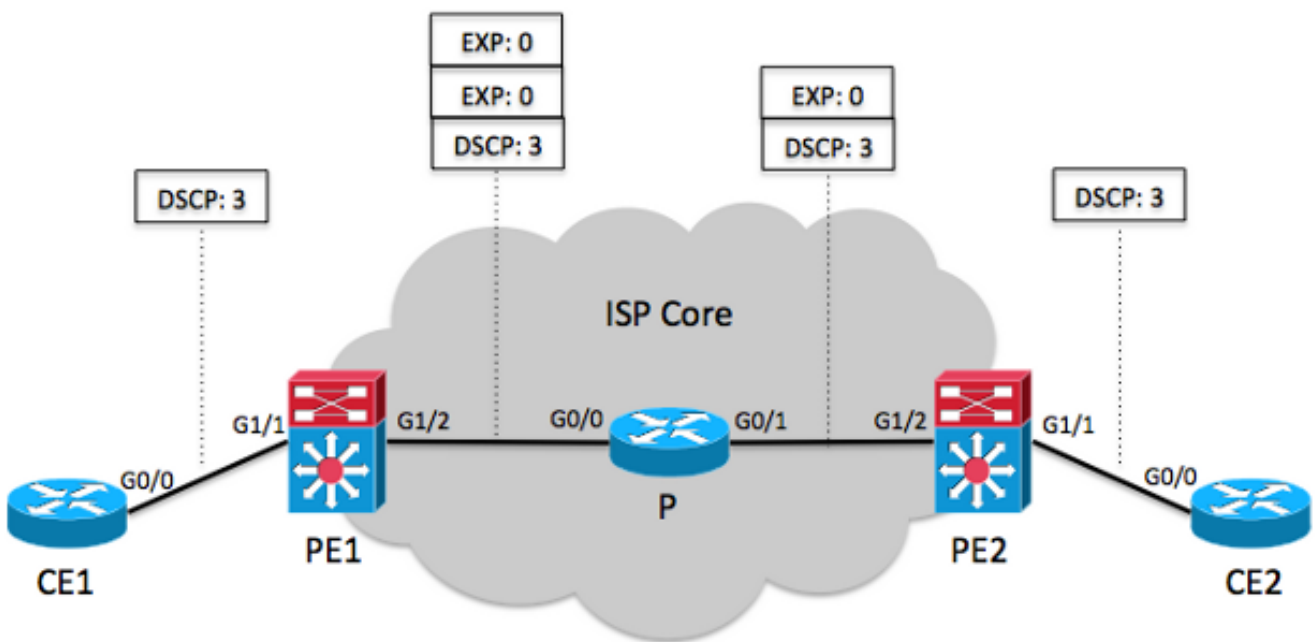 EXP: 0
EXP: 0
DSCP: 3
EXP: 0
DSCP: 3
DSCP: 3
DSCP: 3
ISP Core
G1/1
G1/2
G0/0
G0/1
G1/2
G1/1
G0/0
G0/0
P
PE1
PE2
CE1
CE2